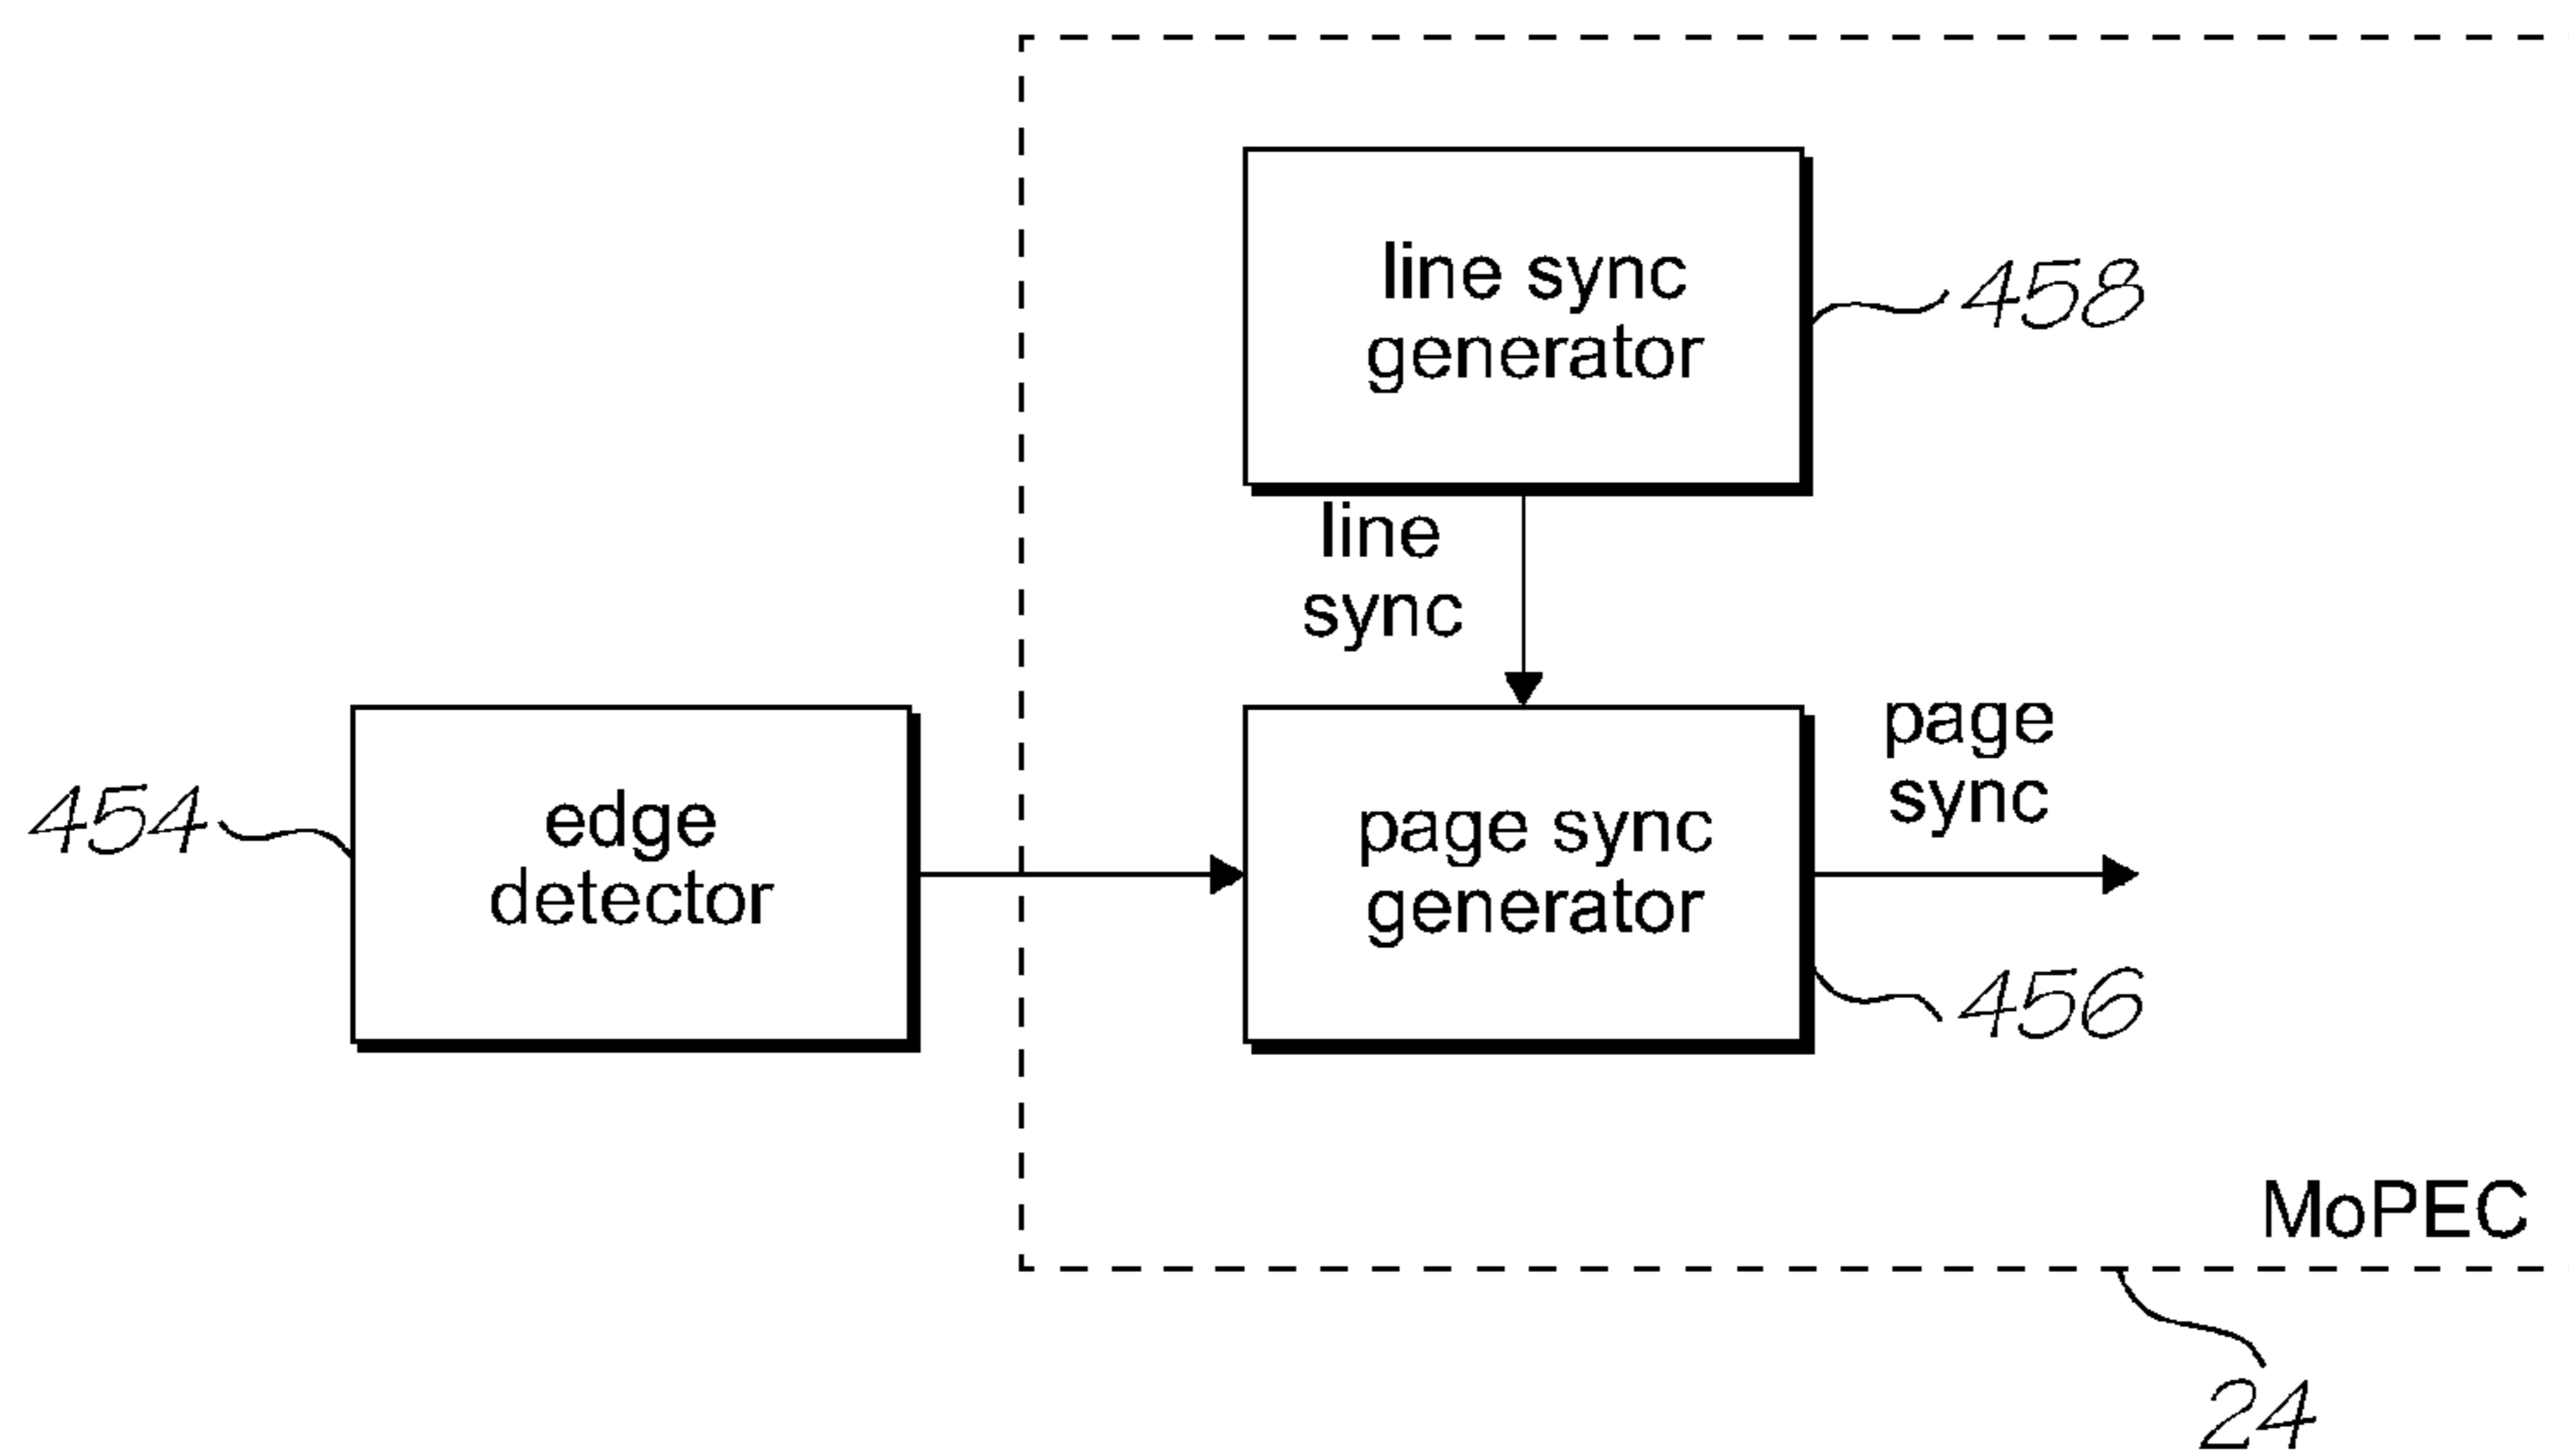 line sync
generator
458
line
sync
454
edge
detector
page sync
generator
page
sync
456
MoPEC
24